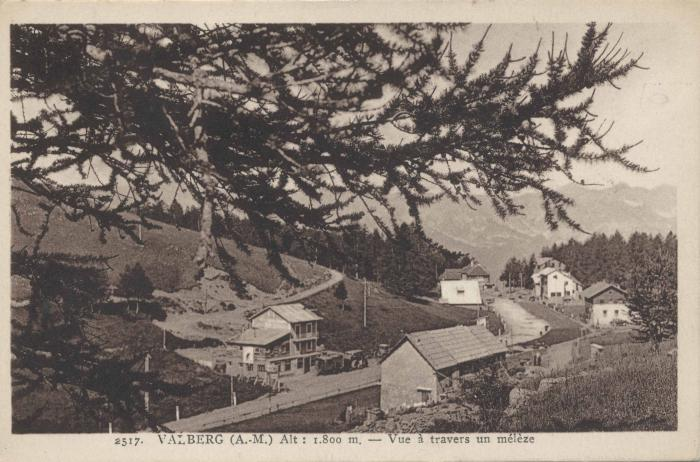 2517. VALBERG (A.-M.) Alt : 1.800 m. — Vue à travers un mélèze